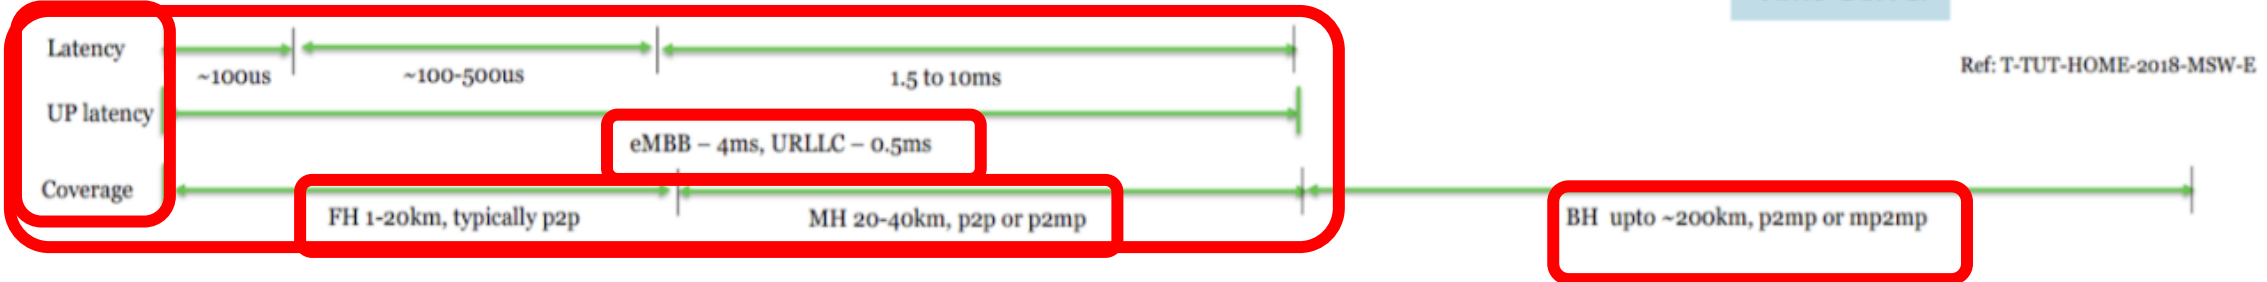 Latency
~100us
~100-500us
1.5 to 10ms
Ref: T-TUT-HOME-2018-MSW-E
UP latency
eMBB – 4ms, URLLC – 0.5ms
Coverage
FH 1-20km, typically p2p
MH 20-40km, p2p or p2mp
BH upto ~200km, p2mp or mp2mp